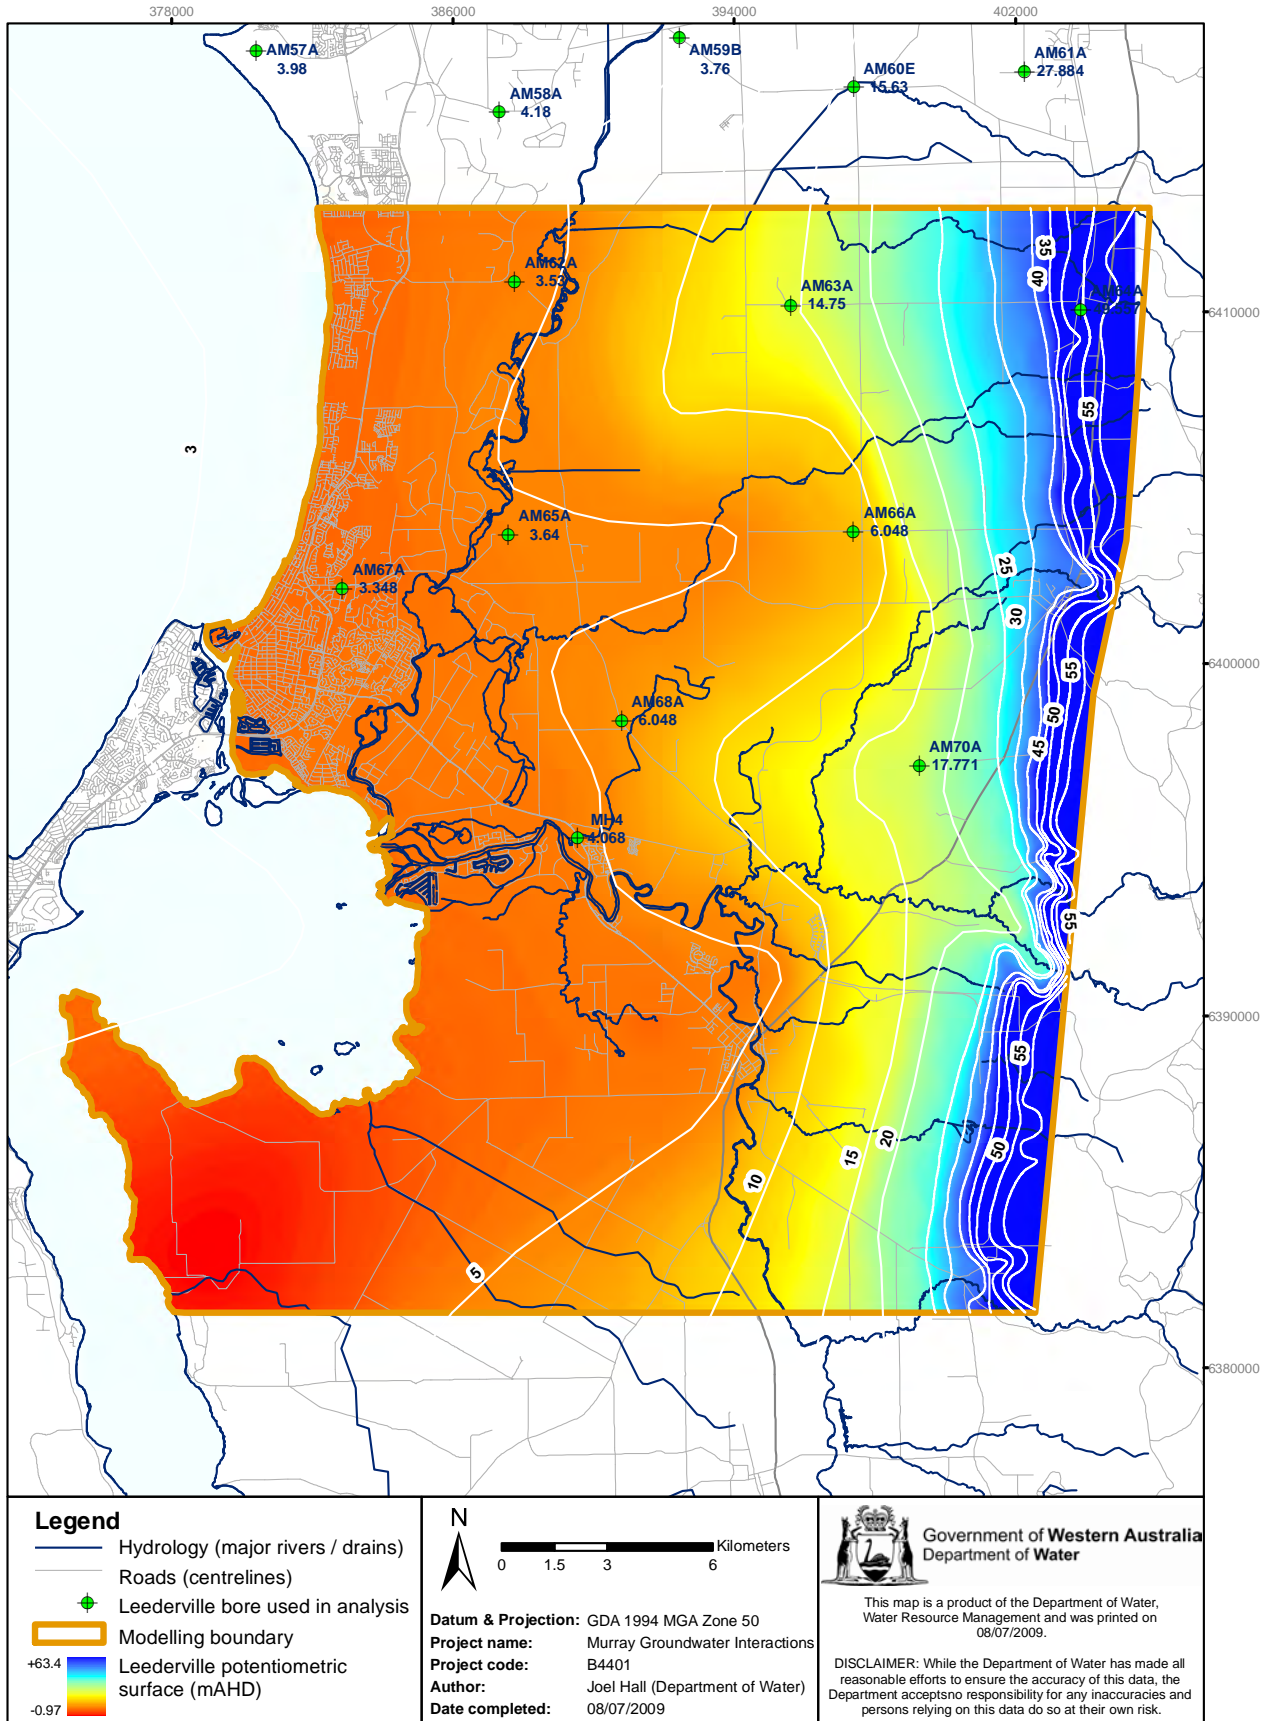 378000
386000
394000
402000
AM57A
3.98
AM58A
4.18
AM59B
3.76
AM60E
15.63
AM61A
27.884
AM62A
3.53
AM63A
14.75
35
40
6410000
55
3
AM65A
3.64
AM66A
6.048
AM67A
3.348
25
30
55
6400000
AM68A
6.048
50
45
AM70A
17.771
MH4
4.068
55
6390000
55
20
15
50
10
5
6380000
Legend
Hydrology (major rivers / drains)
Roads (centrelines)
Leederville bore used in analysis
Modelling boundary
+63.4
Leederville potentiometric
surface (mAHD)
-0.97
N
0 1.5 3 6 Kilometers
Datum & Projection: GDA 1994 MGA Zone 50
Project name: Murray Groundwater Interactions
Project code: B4401
Author: Joel Hall (Department of Water)
Date completed: 08/07/2009
Government of Western Australia
Department of Water
This map is a product of the Department of Water,
Water Resource Management and was printed on
08/07/2009.
DISCLAIMER: While the Department of Water has made all
reasonable efforts to ensure the accuracy of this data, the
Department acceptsno responsibility for any inaccuracies and
persons relying on this data do so at their own risk.